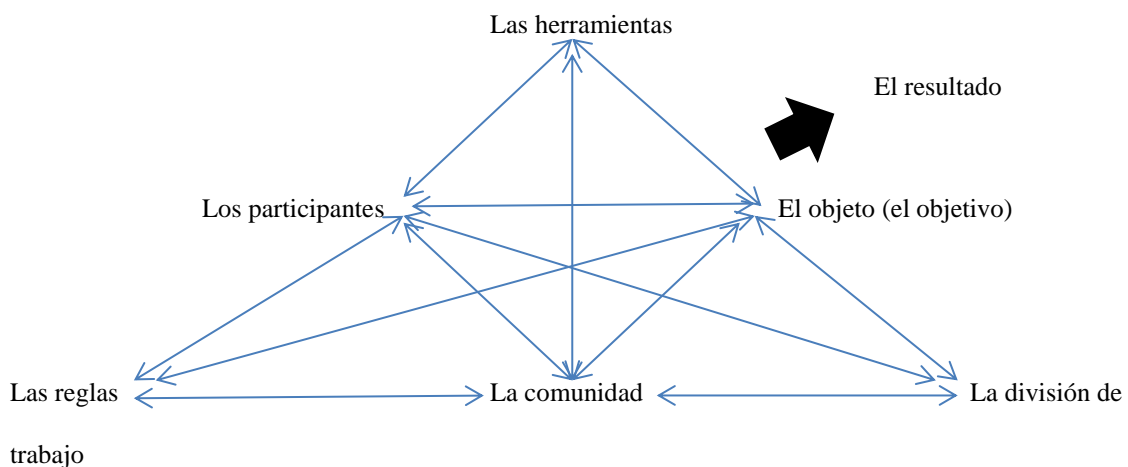 Las herramientas
El resultado
Los participantes
El objeto (el objetivo)
Las reglas
La comunidad
La división de
trabajo